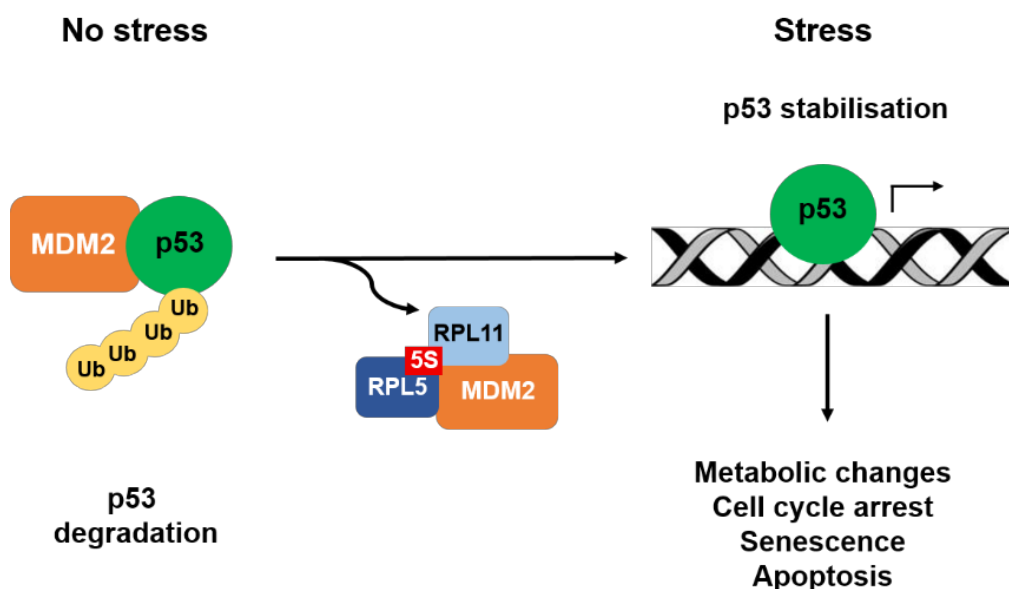 No stress
Stress
p53 stabilisation
MDM2
p53
p53
Ub
Ub
Ub
Ub
RPL11
5S
RPL5
MDM2
p53
degradation
Metabolic changes
Cell cycle arrest
Senescence
Apoptosis